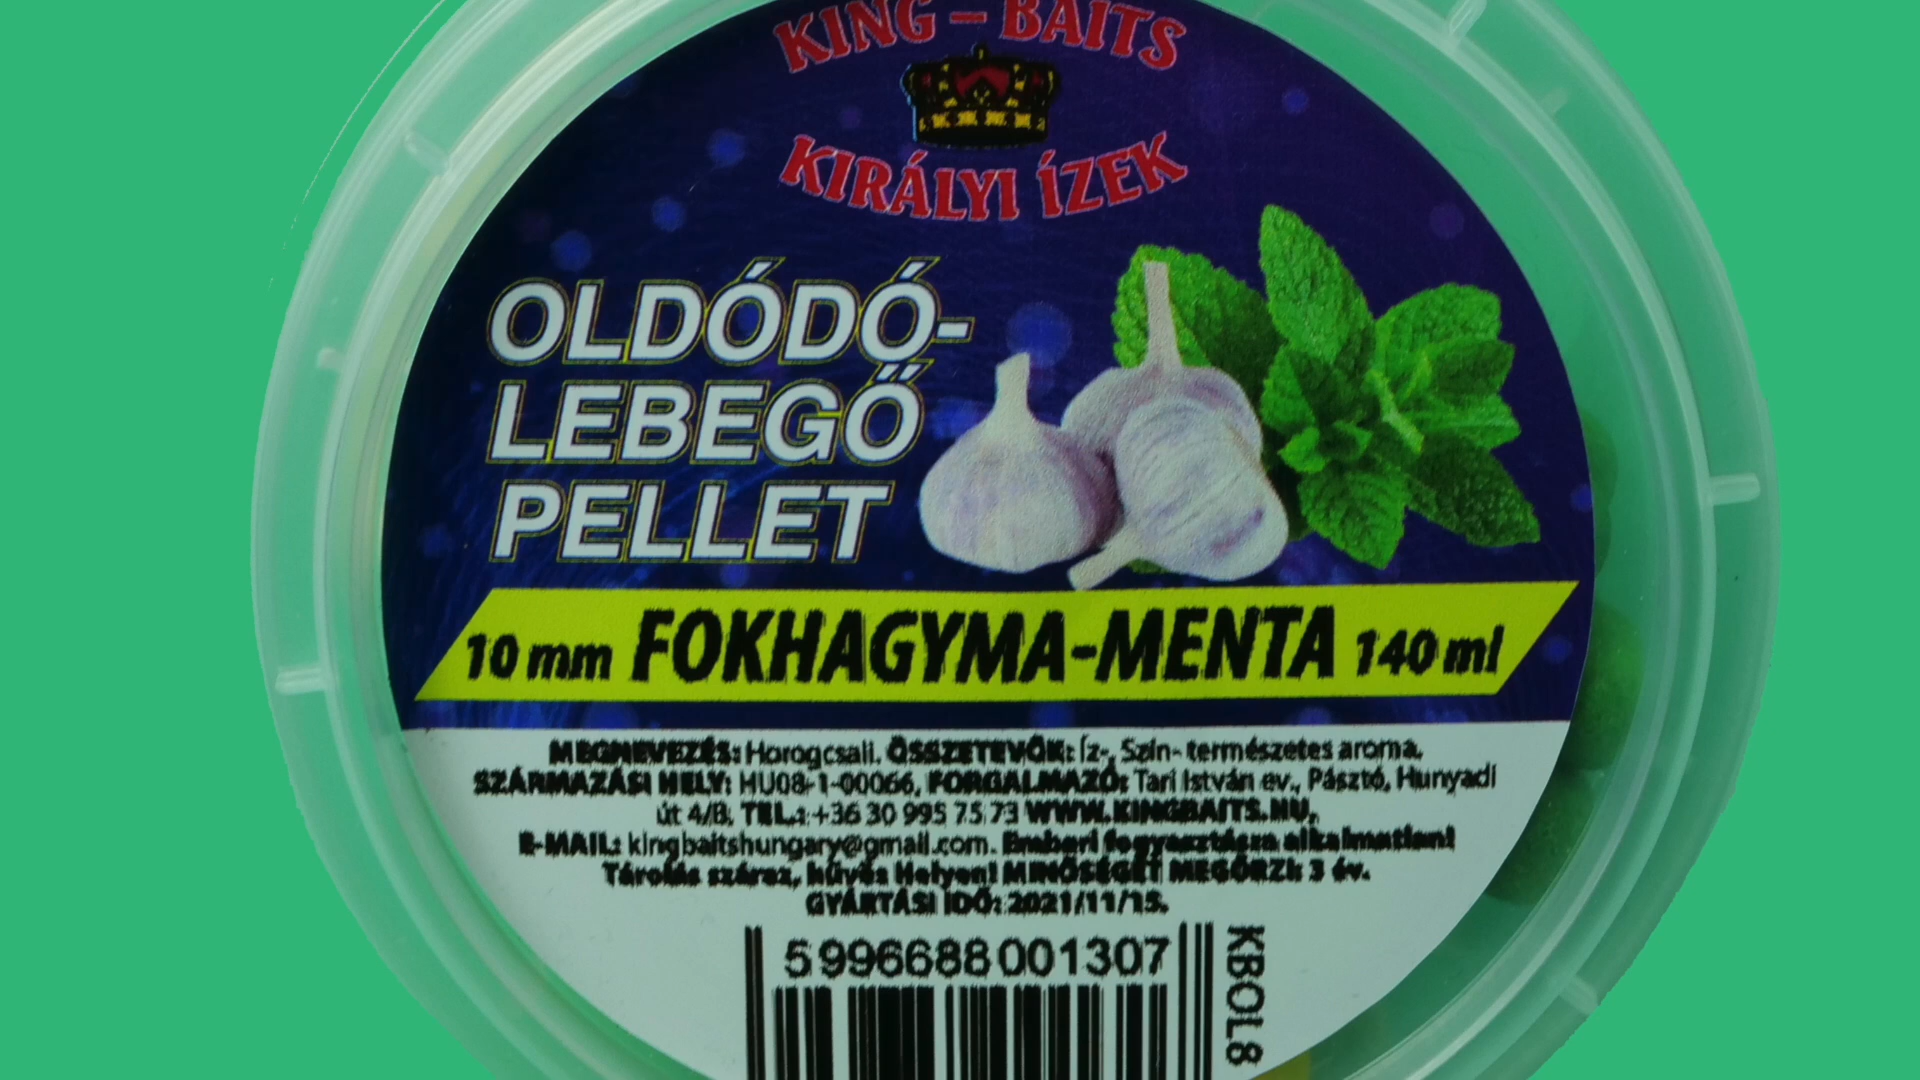 KING - BAITS
KIRÁLYI ÍZEK
OLDÓDÓ-
LEBEGŐ
PELLET
10 mm FOKHAGYMA-MENTA 140 ml
MEGNEVEZÉS: Horogcsali. ÖSSZETEVŐK: Íz-, Szín- természetes aroma,
SZÁRMAZÁSI HELY: HU08-1-00066, FORGALMAZÓ: Tari István ev., Pásztó, Hunyadi
út 4/B, TEL.: +36 30 995 75 73 WWW.KINGBAITS.HU,
E-MAIL: kingbaitshungary@gmail.com. Emberi fogyasztásra alkalmatlan!
Tárolás száraz, hűvös Helyen! MINŐSÉGÉT MEGŐRZI: 3 év.
GYÁRTÁSI IDŐ: 2021/11/15.
5 996688 001307
KBOL8